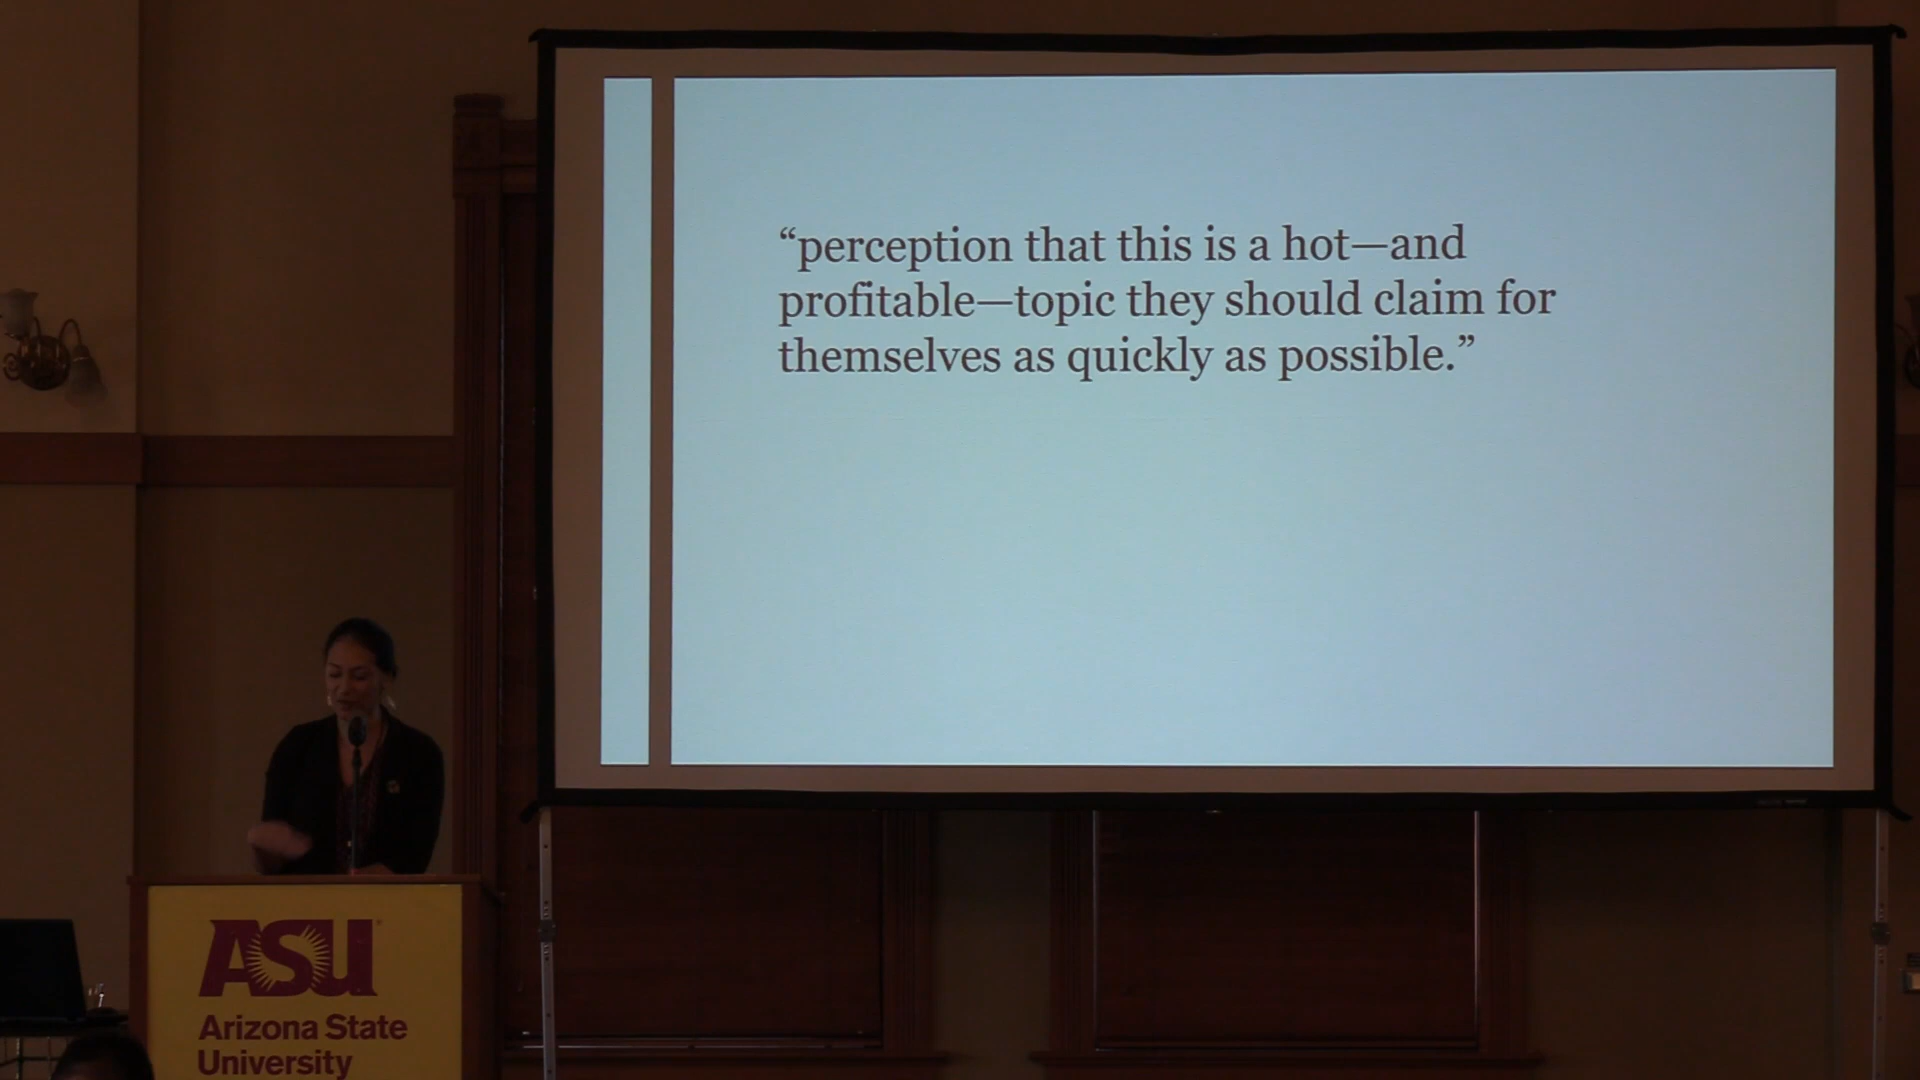 “perception that this is a hot—and
profitable—topic they should claim for
themselves as quickly as possible.”
ASU
Arizona State
University